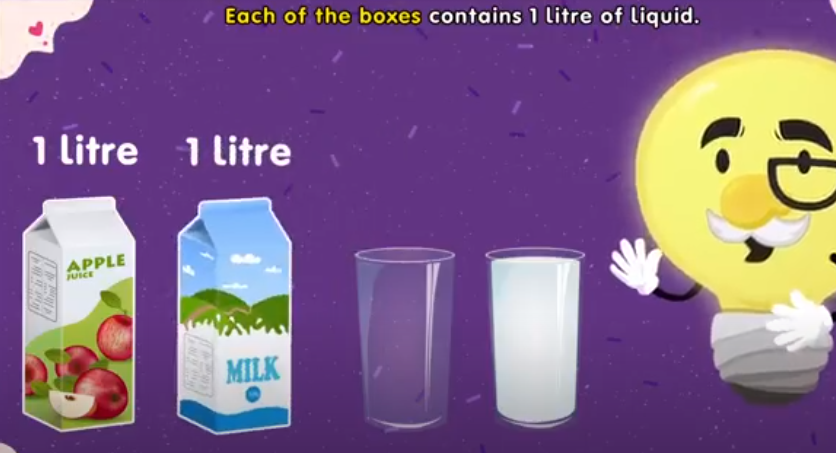 Each of the boxes contains 1 litre of liquid.
1 litre 1 litre
APPLE
JUICE
MILK